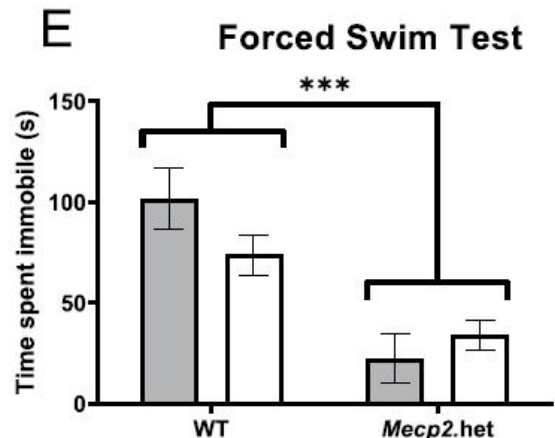 E
Forced Swim Test
***
Time spent immobile (s)
150
100
50
0
WT
Mecp2.het